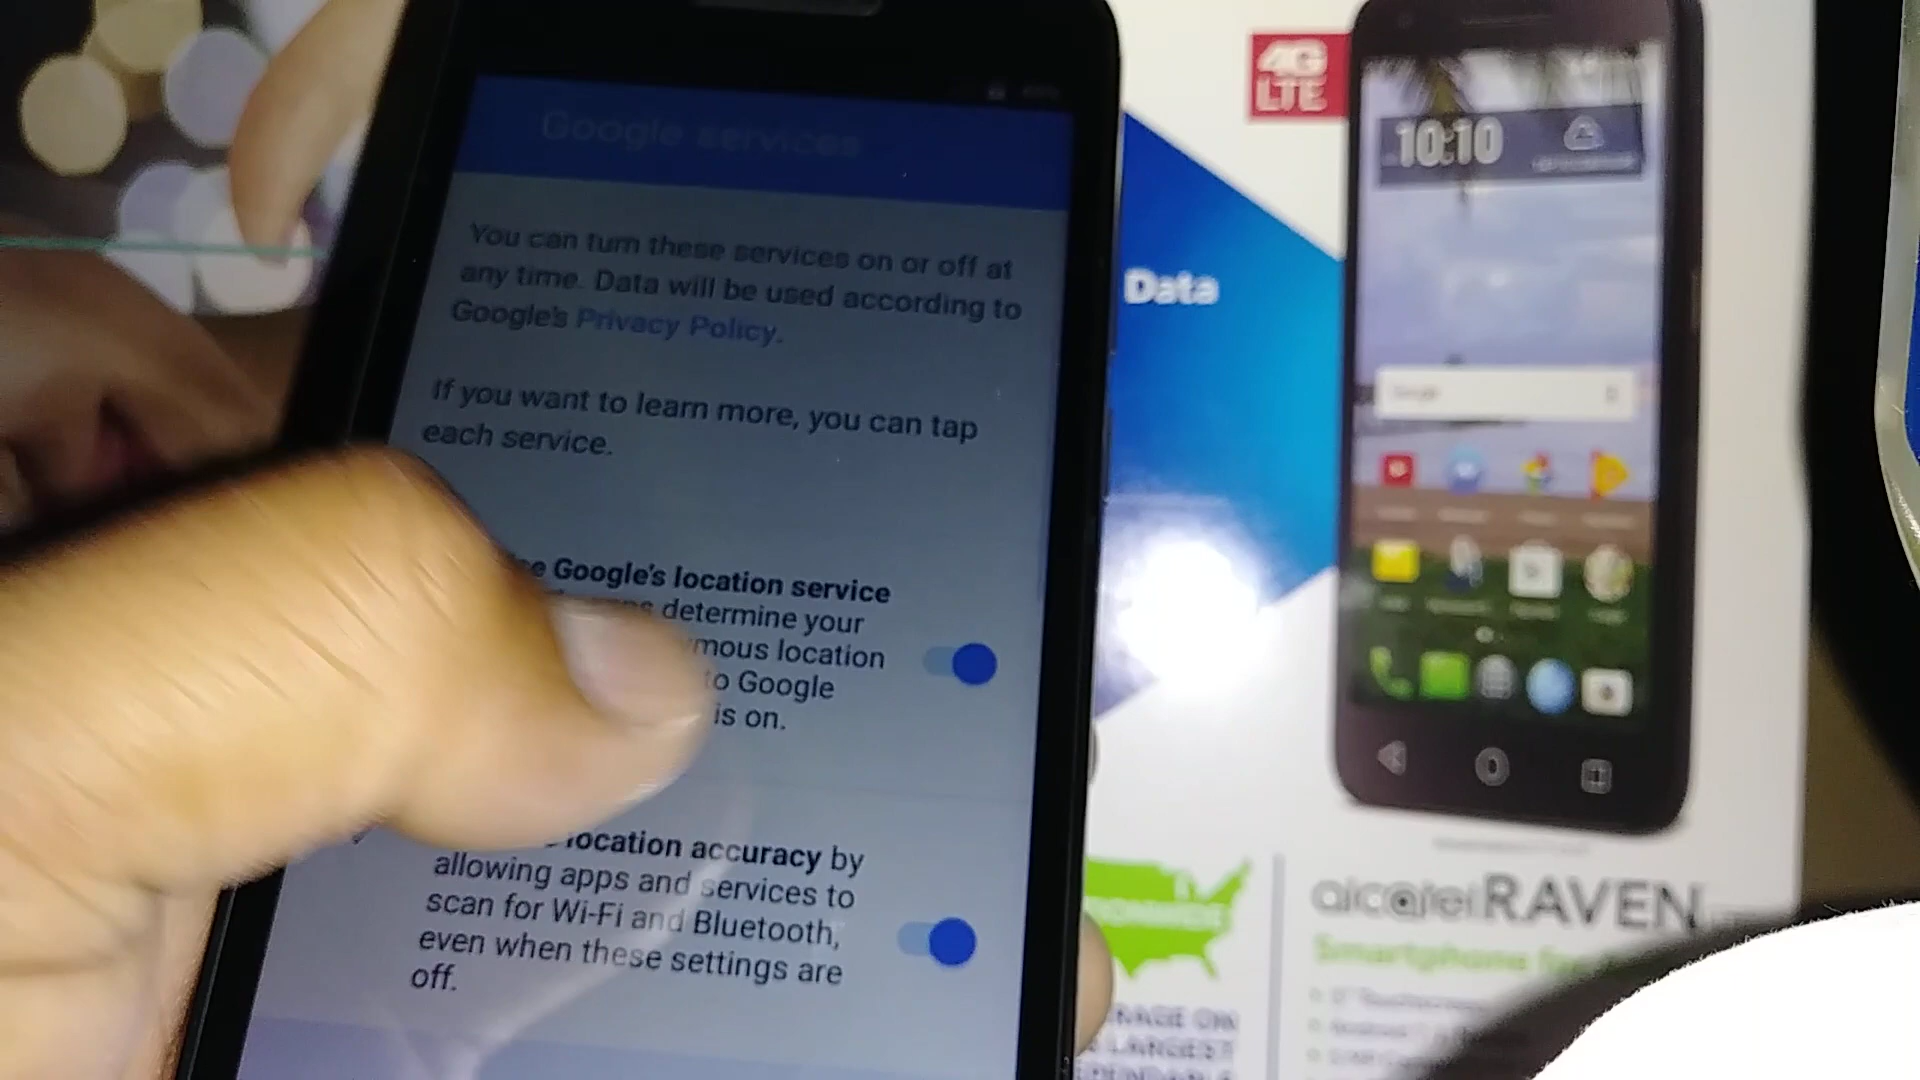 Google services
You can turn these services on or off at
any time. Data will be used according to
Google's Privacy Policy.
If you want to learn more, you can tap
each service.
Google's location service
determine your
location
to Google
is on.
location accuracy by
allowing apps and services to
scan for Wi-Fi and Bluetooth,
even when these settings are
off.
4G
LTE
10:10
Google
Data
alcatel RAVEN
Smartphone
LARGEST